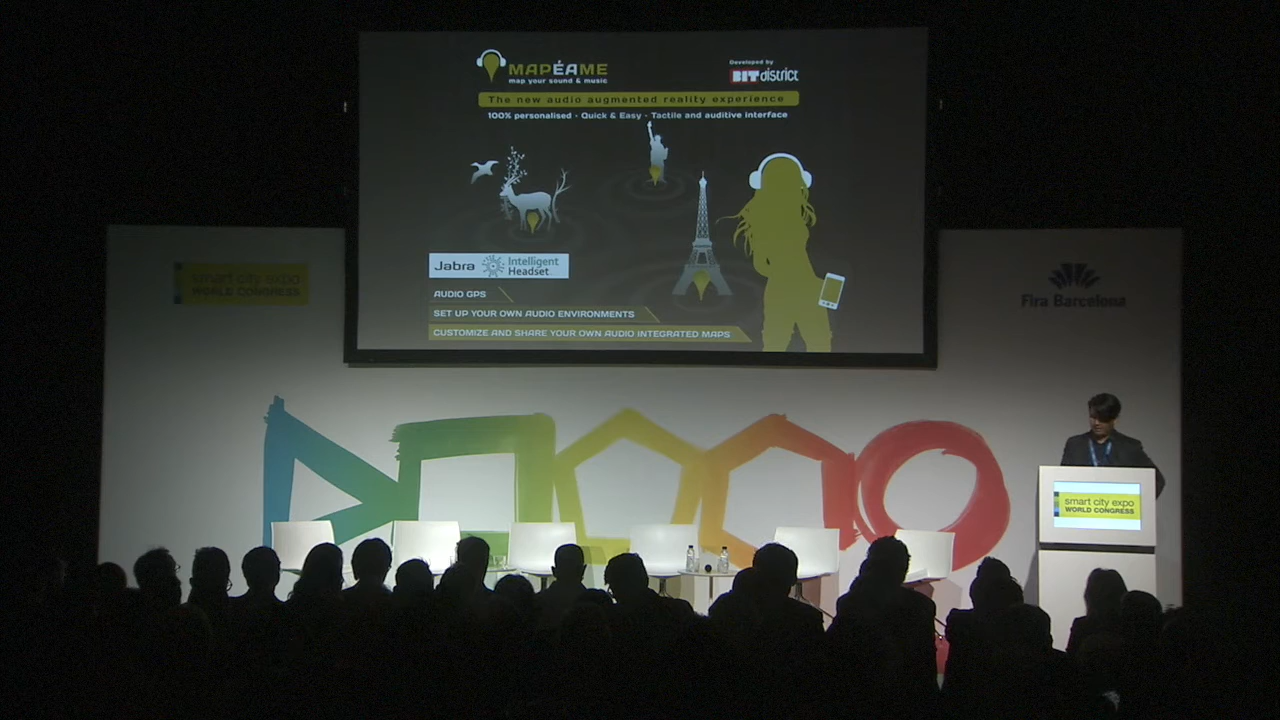 MAPÉAME
map your sound & music
Developed by
BIT district
The new audio augmented reality experience
100% personalised · Quick & Easy · Tactile and auditive interface
Jabra
Intelligent
Headset
AUDIO GPS
SET UP YOUR OWN AUDIO ENVIRONMENTS
CUSTOMIZE AND SHARE YOUR OWN AUDIO INTEGRATED MAPS
smart city expo
WORLD CONGRESS
Fira Barcelona
smart city expo
WORLD CONGRESS